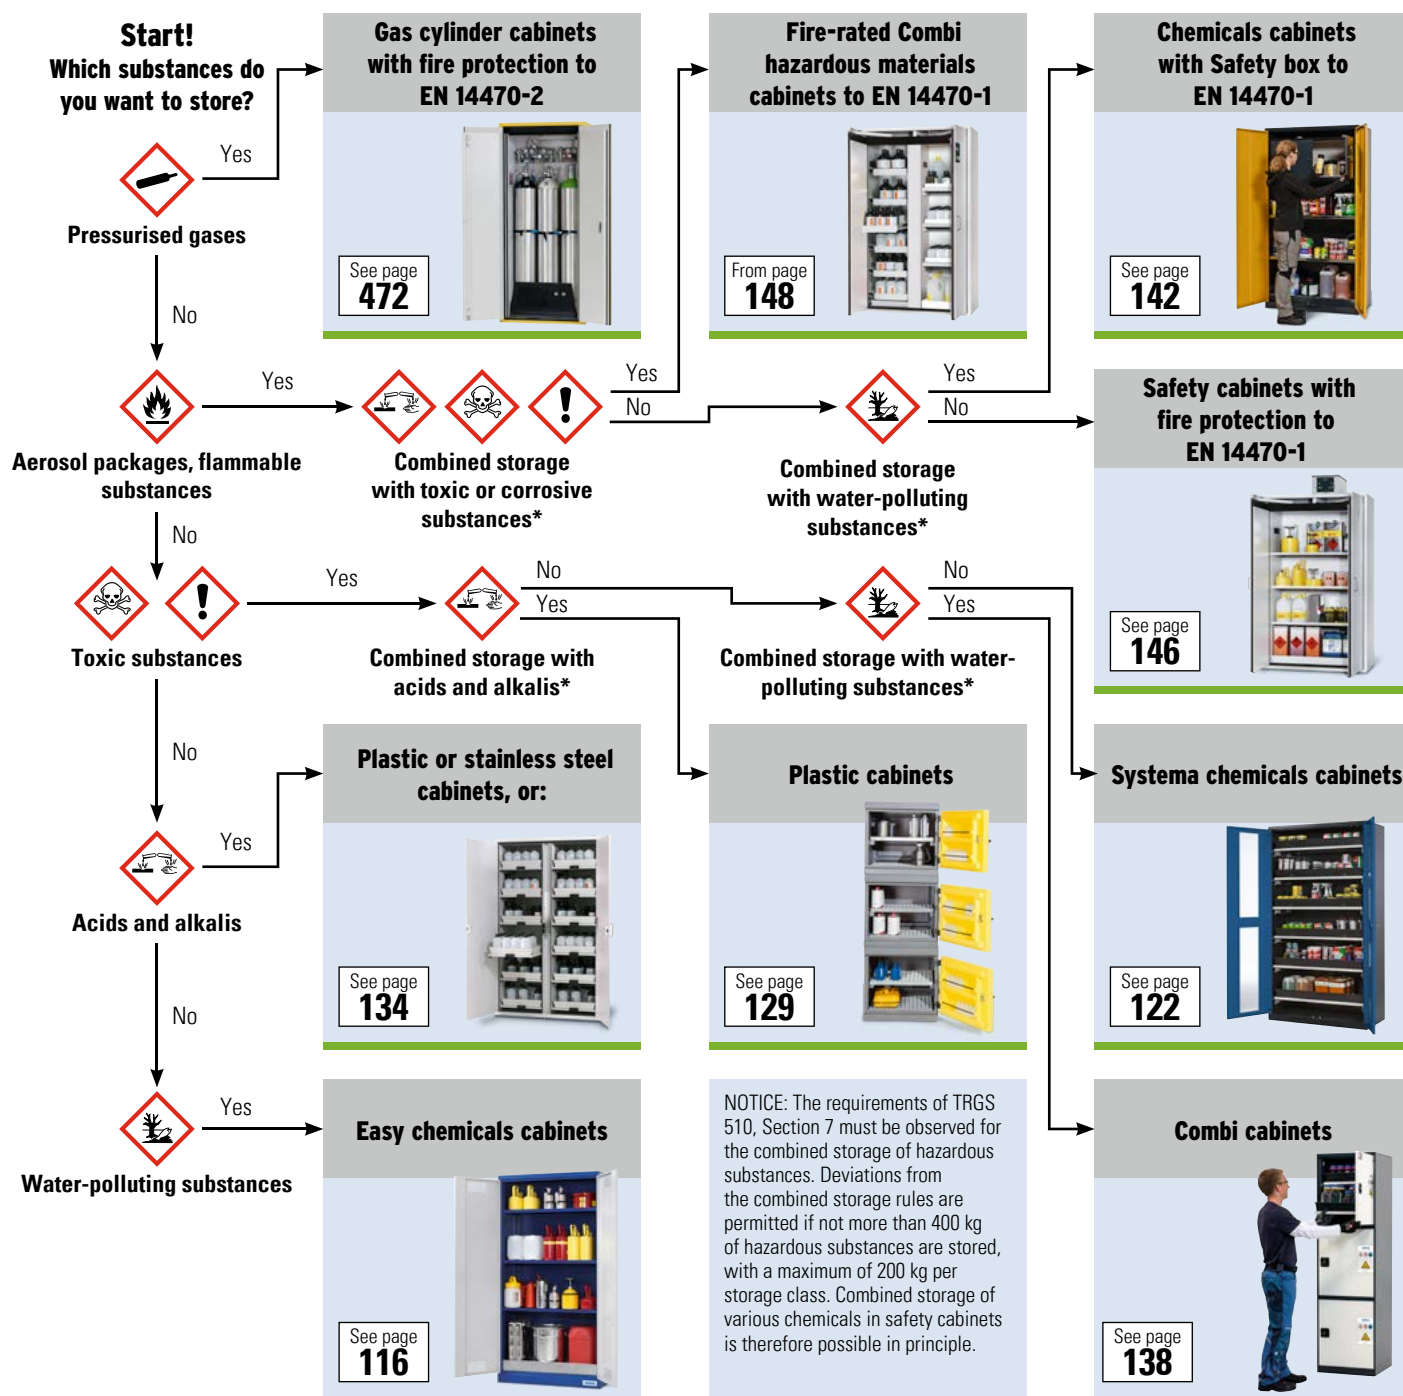 Start!
Which substances do
you want to store?
Yes
Pressurised gases
No
Gas cylinder cabinets
with fire protection to
EN 14470-2
See page
472
Fire-rated Combi
hazardous materials
cabinets to EN 14470-1
From page
148
Chemicals cabinets
with Safety box to
EN 14470-1
See page
142
Yes
Aerosol packages, flammable
substances
No
Yes
No
Combined storage
with toxic or corrosive
substances*
Yes
No
Combined storage
with water-polluting
substances*
Safety cabinets with
fire protection to
EN 14470-1
See page
146
Yes
Toxic substances
No
No
Yes
Combined storage with
acids and alkalis*
No
Yes
Combined storage with water-
polluting substances*
Yes
Acids and alkalis
No
Plastic or stainless steel
cabinets, or:
See page
134
Plastic cabinets
See page
129
Systema chemicals cabinets
See page
122
Yes
Water-polluting substances
Easy chemicals cabinets
See page
116
NOTICE: The requirements of TRGS
510, Section 7 must be observed for
the combined storage of hazardous
substances. Deviations from
the combined storage rules are
permitted if not more than 400 kg
of hazardous substances are stored,
with a maximum of 200 kg per
storage class. Combined storage of
various chemicals in safety cabinets
is therefore possible in principle.
Combi cabinets
See page
138